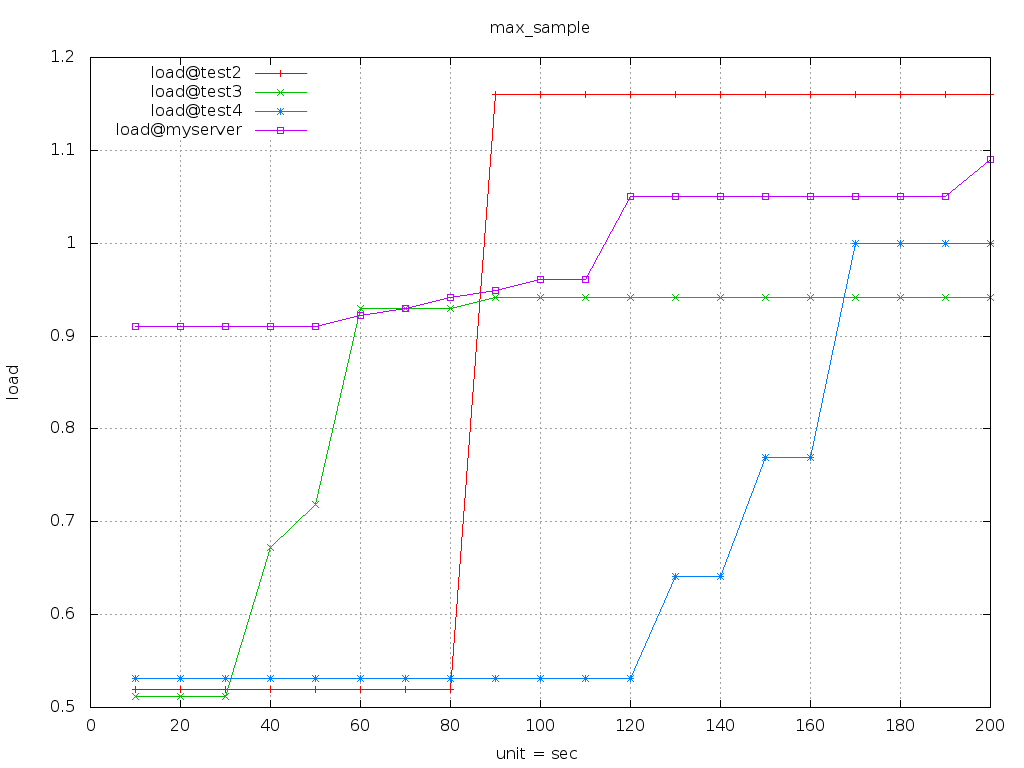 max_sample
1.2
load@test2
load@test3
load@test4
load@myserver
1.1
1
0.9
load
0.8
0.7
0.6
0.5
0 20 40 60 80 100 120 140 160 180 200
unit = sec